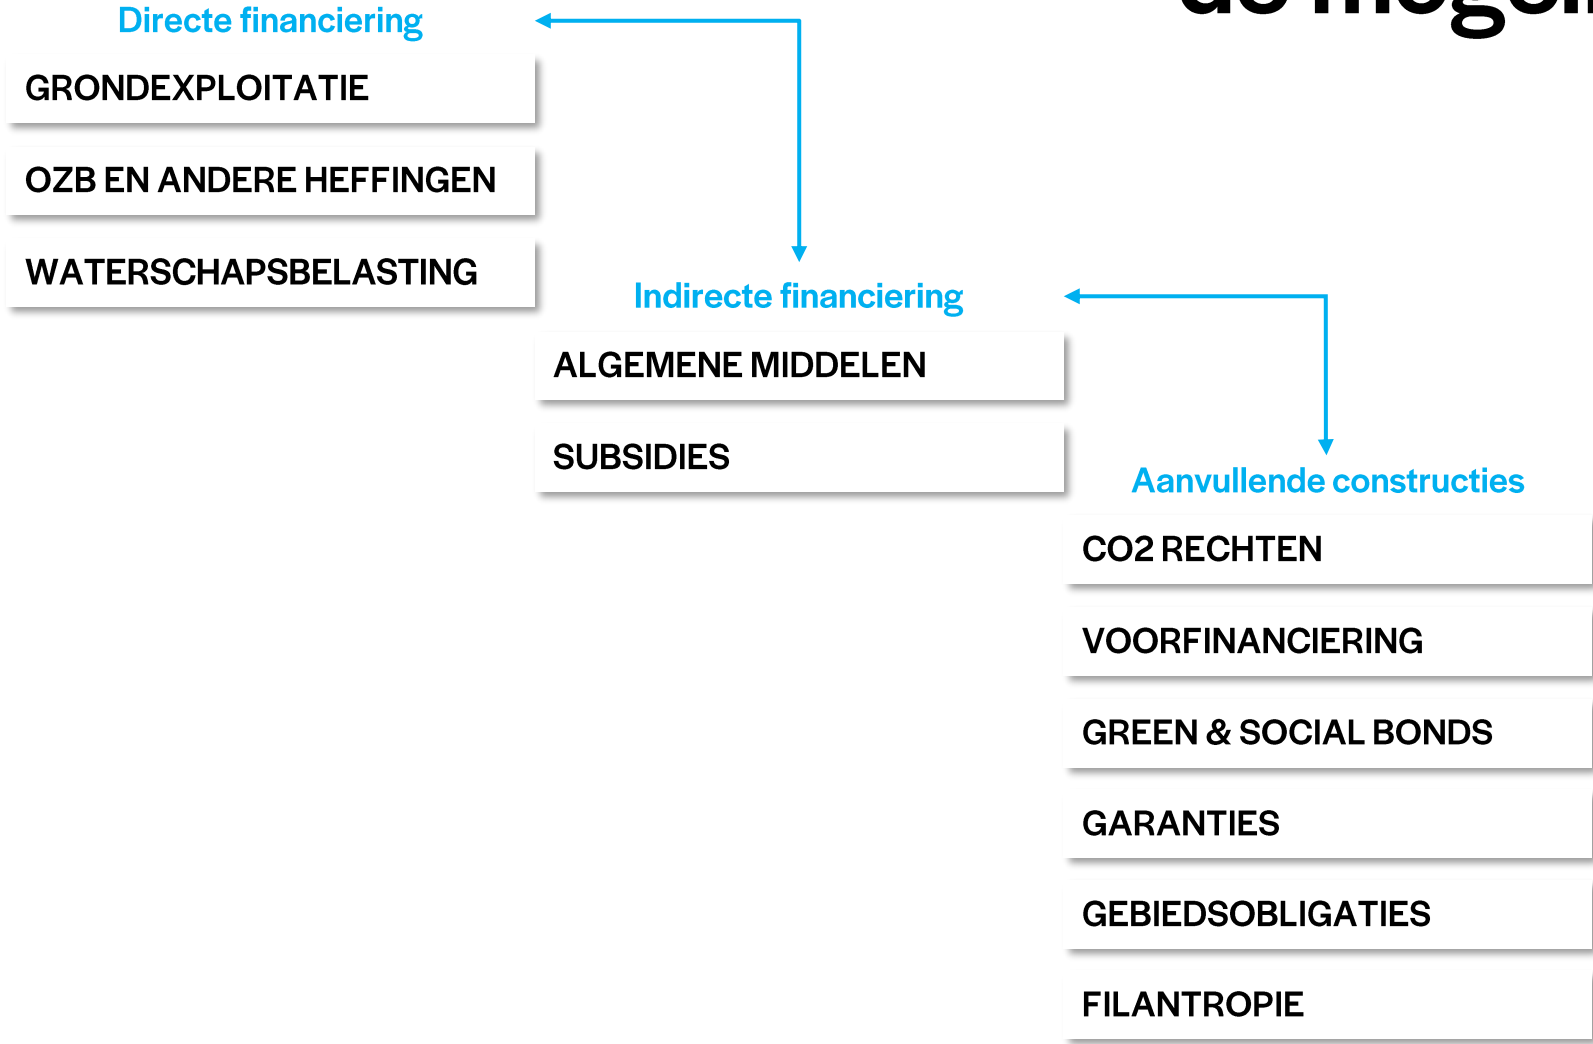 Directe financiering
GRONDEXPLOITATIE
OZB EN ANDERE HEFFINGEN
WATERSCHAPSBELASTING
Indirecte financiering
ALGEMENE MIDDELEN
SUBSIDIES
Aanvullende constructies
CO2 RECHTEN
VOORFINANCIERING
GREEN & SOCIAL BONDS
GARANTIES
GEBIEDSOBLIGATIES
FILANTROPIE